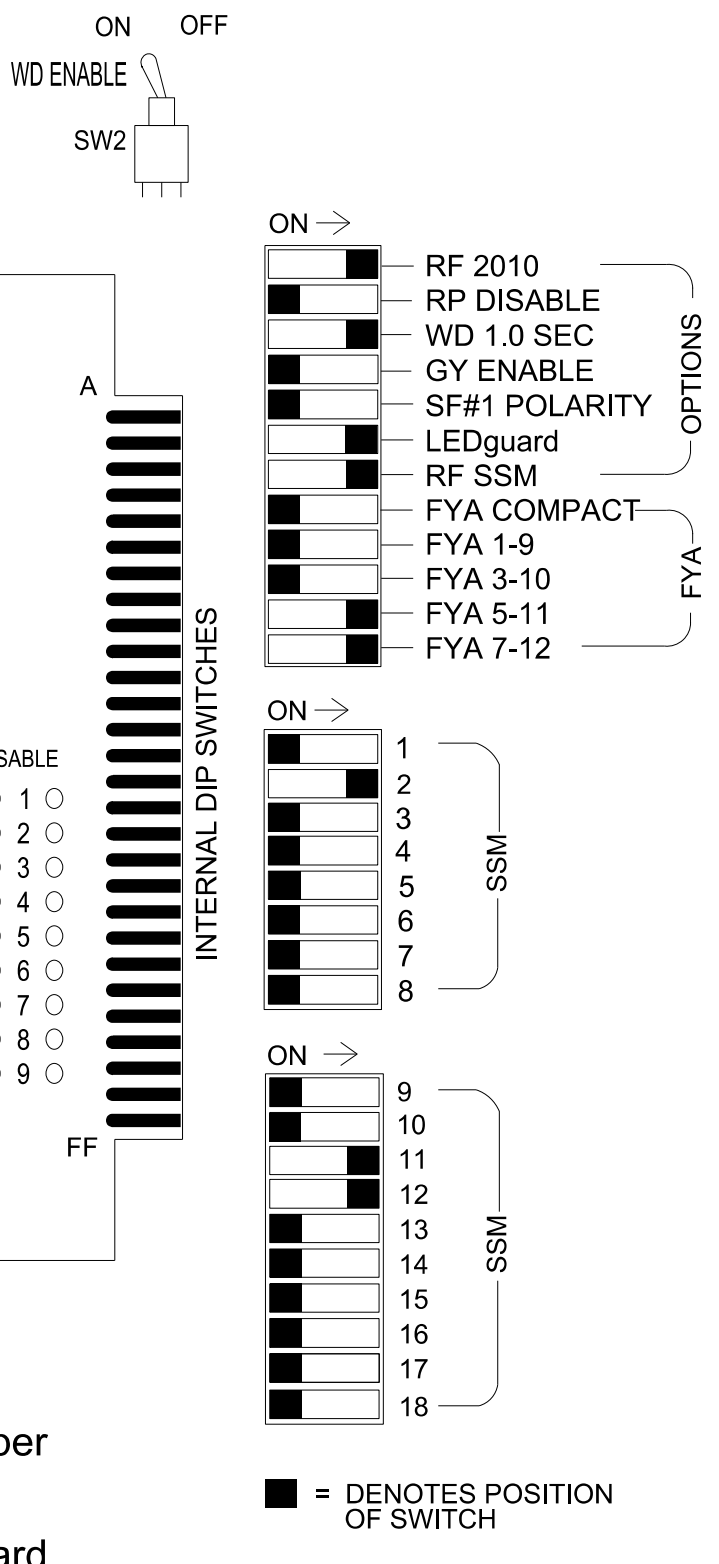 ON OFF
WD ENABLE
SW2
ON →
RF 2010
RP DISABLE
WD 1.0 SEC
GY ENABLE
SF#1 POLARITY
LEDguard
RF SSM
OPTIONS
FYA COMPACT
FYA 1-9
FYA 3-10
FYA 5-11
FYA 7-12
FYA
A
FF
INTERNAL DIP SWITCHES
SABLE
1
2
3
4
5
6
7
8
9
ON →
1
2
3
4
5
6
7
8
SSM
ON →
9
10
11
12
13
14
15
16
17
18
SSM
ber
= DENOTES POSITION
OF SWITCH
ard